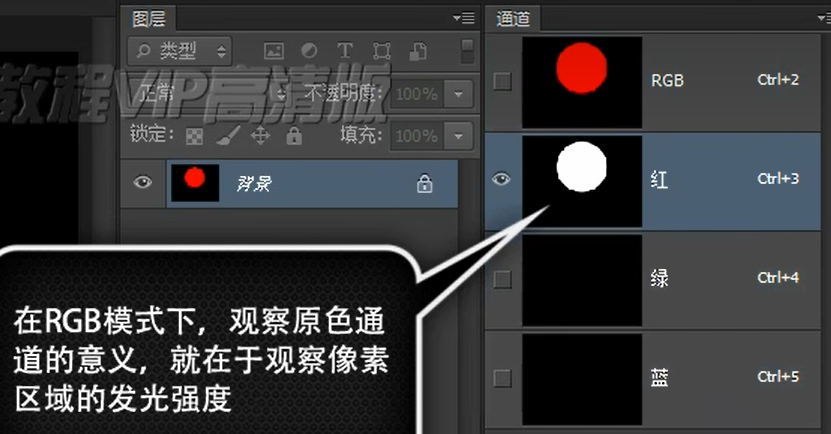 图层
通道
类型
RGB
Ctrl+2
教程VIP高清版
正常
不透明度:
100%
锁定:
填充:
100%
背景
红
Ctrl+3
绿
Ctrl+4
蓝
Ctrl+5
在RGB模式下，观察原色通
道的意义，就在于观察像素
区域的发光强度